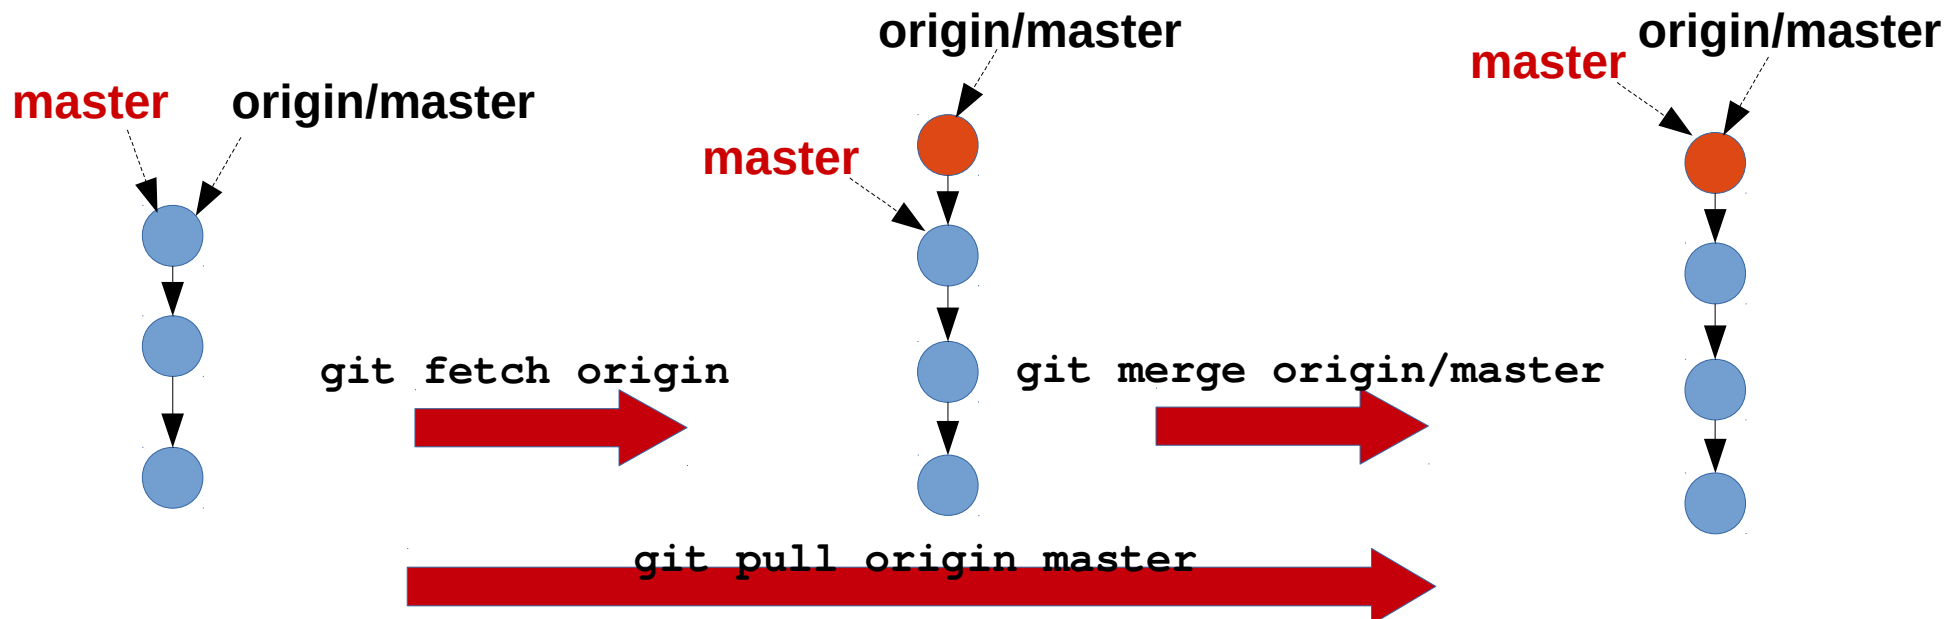 master
origin/master
origin/master
master
master
origin/master
git fetch origin
git merge origin/master
git pull origin master